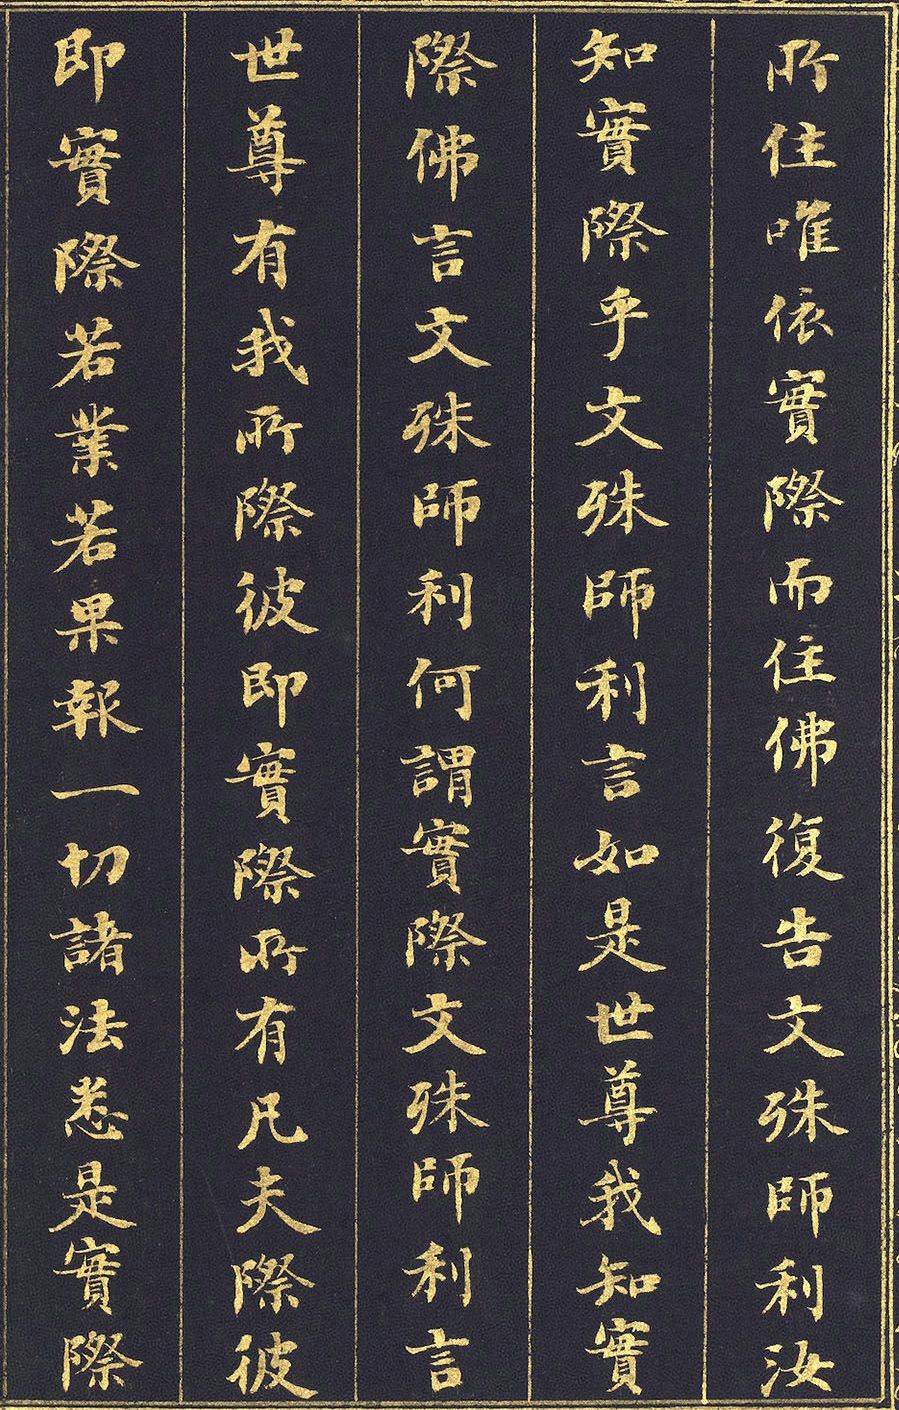 所住唯依實際而住佛復告文殊師利汝
知實際乎文殊師利言如是世尊我知實
際佛言文殊師利何謂實際文殊師利言
世尊有我所際彼即實際所有凡夫際彼
即實際若業若果報一切諸法悉是實際